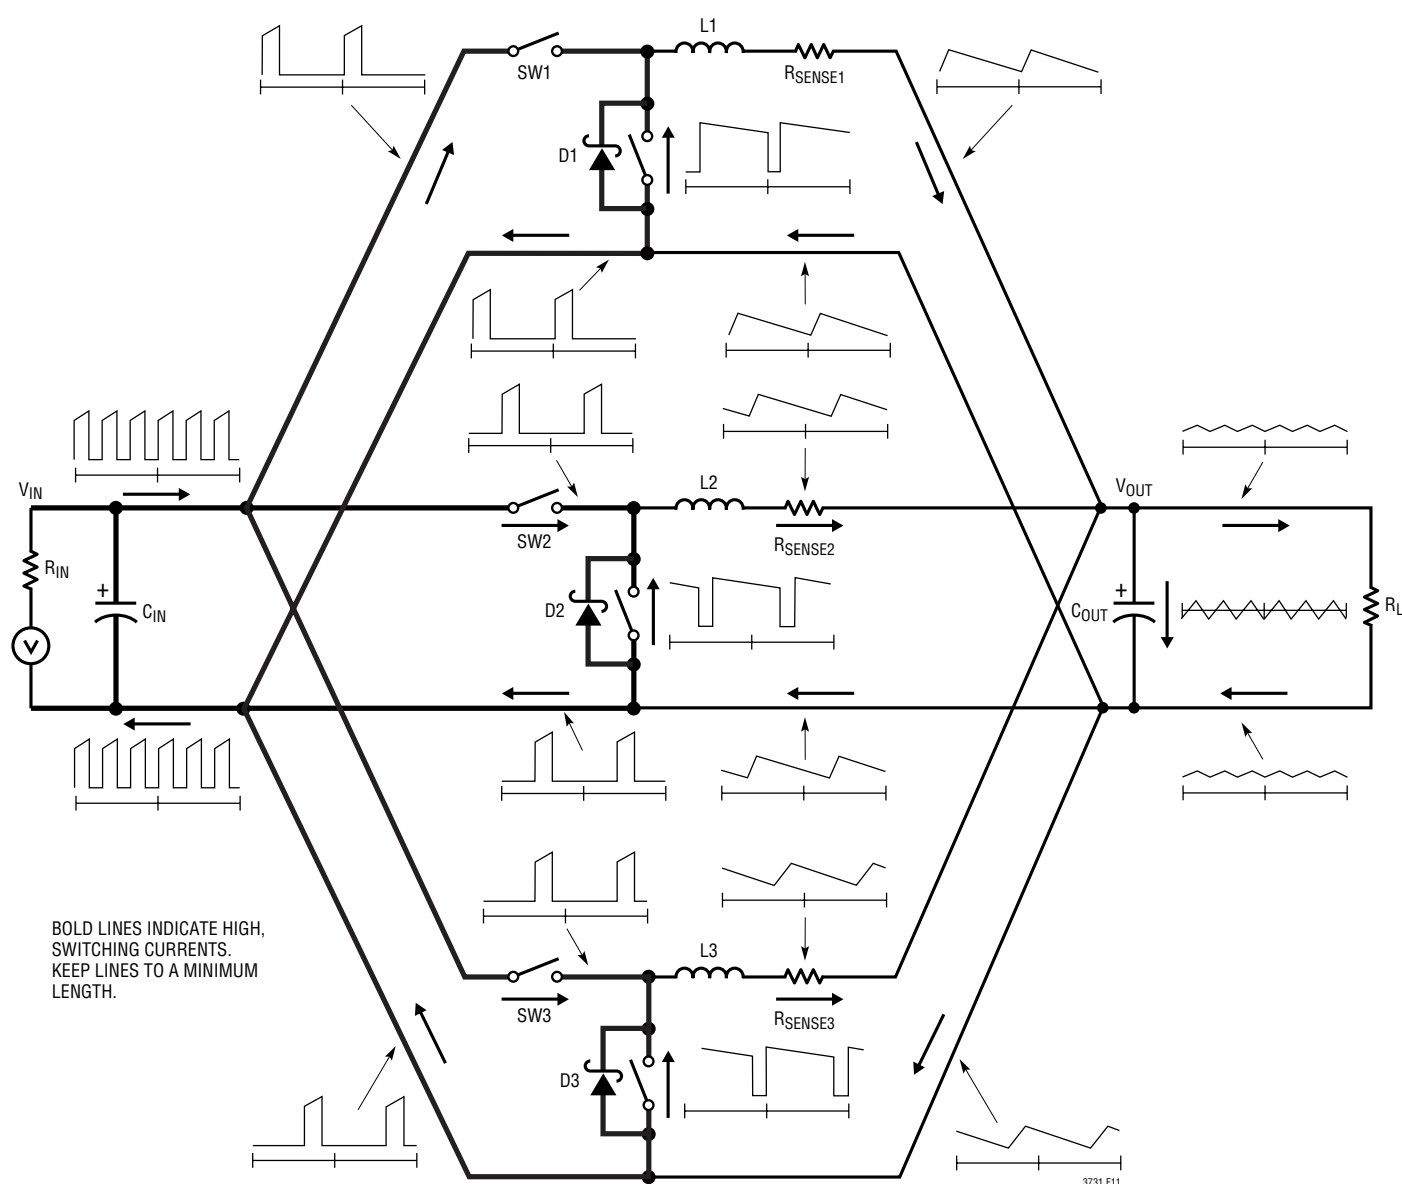 L1
SW1
RSENSE1
D1
VIN
L2
VOUT
SW2
RSENSE2
RIN
+
CIN
D2
+
COUT
RL
V
BOLD LINES INDICATE HIGH,
SWITCHING CURRENTS.
KEEP LINES TO A MINIMUM
LENGTH.
L3
SW3
RSENSE3
D3
3731 F11